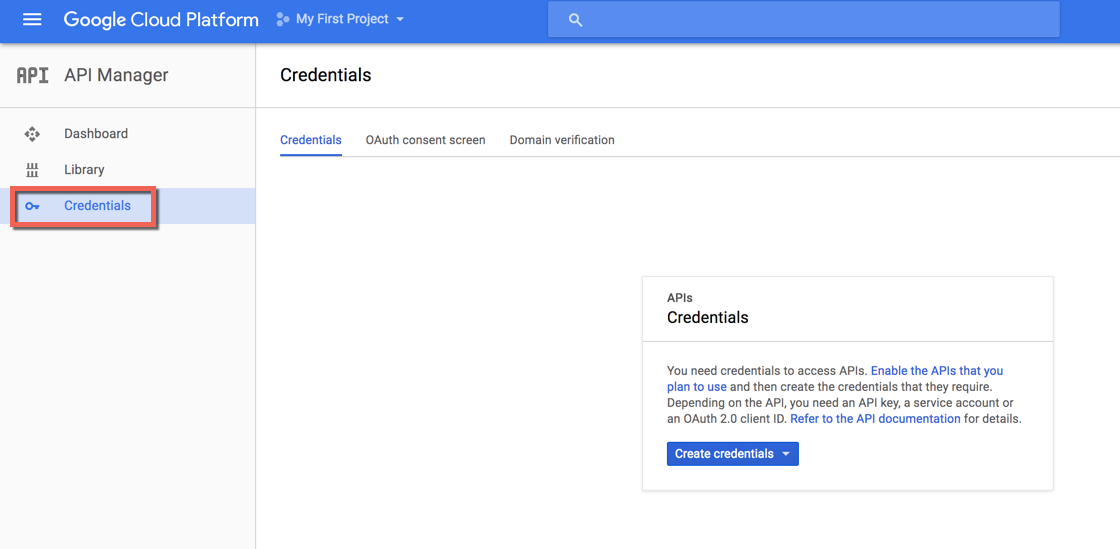 Google Cloud Platform My First Project
API API Manager
Credentials
Dashboard
Library
Credentials
Credentials OAuth consent screen Domain verification
APIs
Credentials
You need credentials to access APIs. Enable the APIs that you
plan to use and then create the credentials that they require.
Depending on the API, you need an API key, a service account or
an OAuth 2.0 client ID. Refer to the API documentation for details.
Create credentials